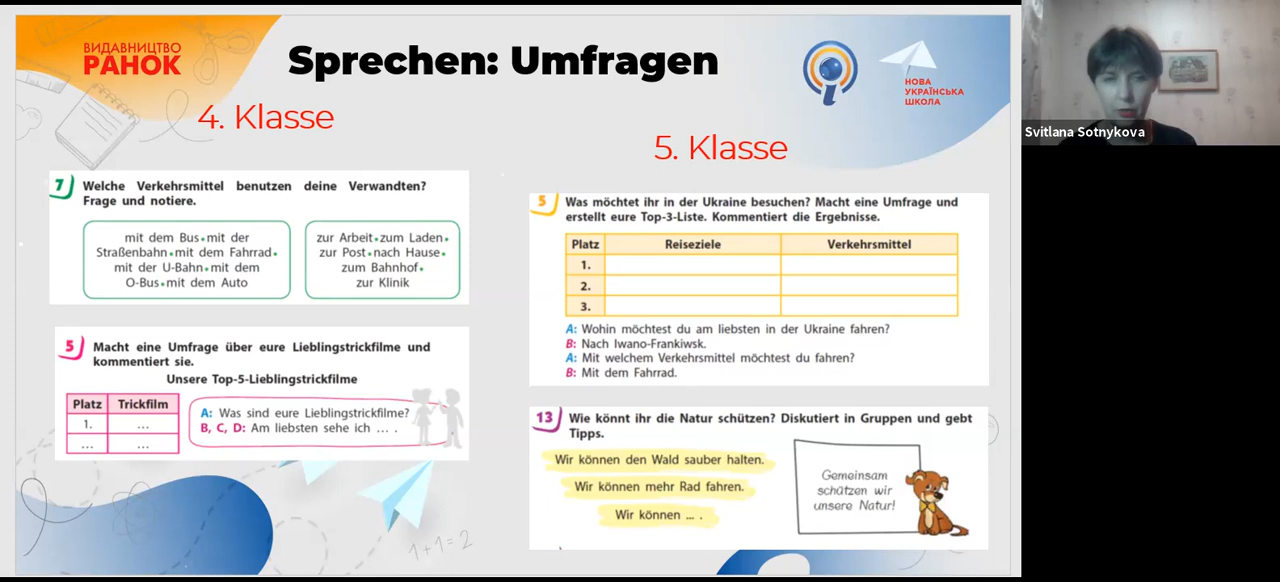 ВИДАВНИЦТВО
РАНОК
Sprechen: Umfragen
НОВА
УКРАЇНСЬКА
ШКОЛА
Svitlana Sotnykova
4. Klasse
5. Klasse
7 Welche Verkehrsmittel benutzen deine Verwandten?
Frage und notiere.
mit dem Bus • mit der
Straßenbahn • mit dem Fahrrad •
mit der U-Bahn • mit dem
O-Bus • mit dem Auto
zur Arbeit • zum Laden •
zur Post • nach Hause •
zum Bahnhof •
zur Klinik
5 Macht eine Umfrage über eure Lieblingstrickfilme und
kommentiert sie.
Unsere Top-5-Lieblingstrickfilme
Platz Trickfilm
1. ...
... ...
A: Was sind eure Lieblingstrickfilme?
B, C, D: Am liebsten sehe ich ... .
5 Was möchtet ihr in der Ukraine besuchen? Macht eine Umfrage und
erstellt eure Top-3-Liste. Kommentiert die Ergebnisse.
Platz Reiseziele Verkehrsmittel
1.
2.
3.
A: Wohin möchtest du am liebsten in der Ukraine fahren?
B: Nach Iwano-Frankiwsk.
A: Mit welchem Verkehrsmittel möchtest du fahren?
B: Mit dem Fahrrad.
13 Wie könnt ihr die Natur schützen? Diskutiert in Gruppen und gebt
Tipps.
Wir können den Wald sauber halten.
Wir können mehr Rad fahren.
Wir können ... .
Gemeinsam
schützen wir
unsere Natur!
1+1=2